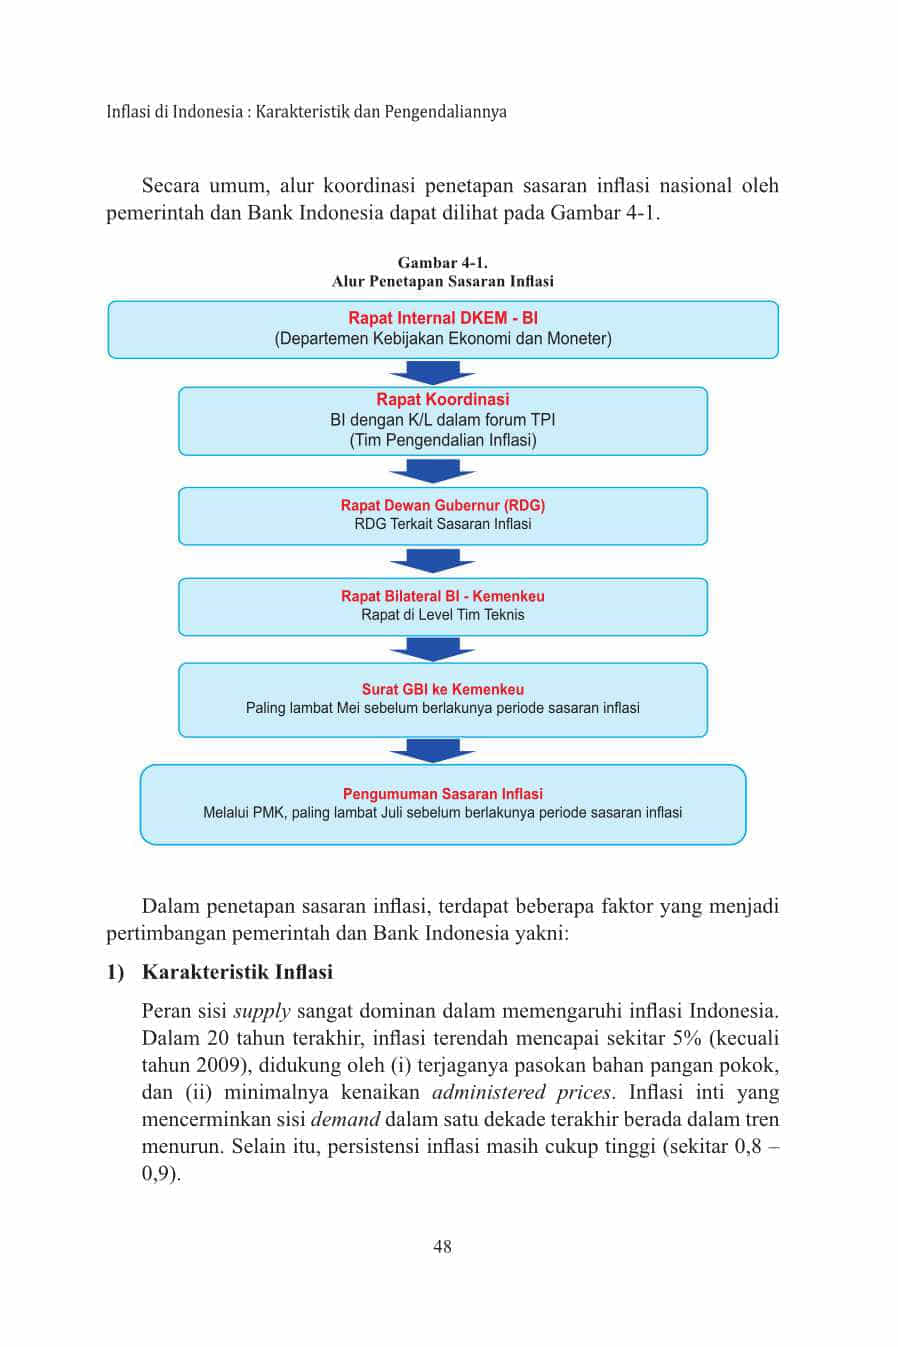 Inflasi di Indonesia : Karakteristik dan Pengendaliannya
Secara umum, alur koordinasi penetapan sasaran inflasi nasional oleh
pemerintah dan Bank Indonesia dapat dilihat pada Gambar 4-1.
Gambar 4-1.
Alur Penetapan Sasaran Inflasi
Rapat Internal DKEM - BI
(Departemen Kebijakan Ekonomi dan Moneter)
Rapat Koordinasi
BI dengan K/L dalam forum TPI
(Tim Pengendalian Inflasi)
Rapat Dewan Gubernur (RDG)
RDG Terkait Sasaran Inflasi
Rapat Bilateral BI - Kemenkeu
Rapat di Level Tim Teknis
Surat GBI ke Kemenkeu
Paling lambat Mei sebelum berlakunya periode sasaran inflasi
Pengumuman Sasaran Inflasi
Melalui PMK, paling lambat Juli sebelum berlakunya periode sasaran inflasi
Dalam penetapan sasaran inflasi, terdapat beberapa faktor yang menjadi
pertimbangan pemerintah dan Bank Indonesia yakni:
1) Karakteristik Inflasi
Peran sisi supply sangat dominan dalam memengaruhi inflasi Indonesia.
Dalam 20 tahun terakhir, inflasi terendah mencapai sekitar 5% (kecuali
tahun 2009), didukung oleh (i) terjaganya pasokan bahan pangan pokok,
dan (ii) minimalnya kenaikan administered prices. Inflasi inti yang
mencerminkan sisi demand dalam satu dekade terakhir berada dalam tren
menurun. Selain itu, persistensi inflasi masih cukup tinggi (sekitar 0,8 –
0,9).
48